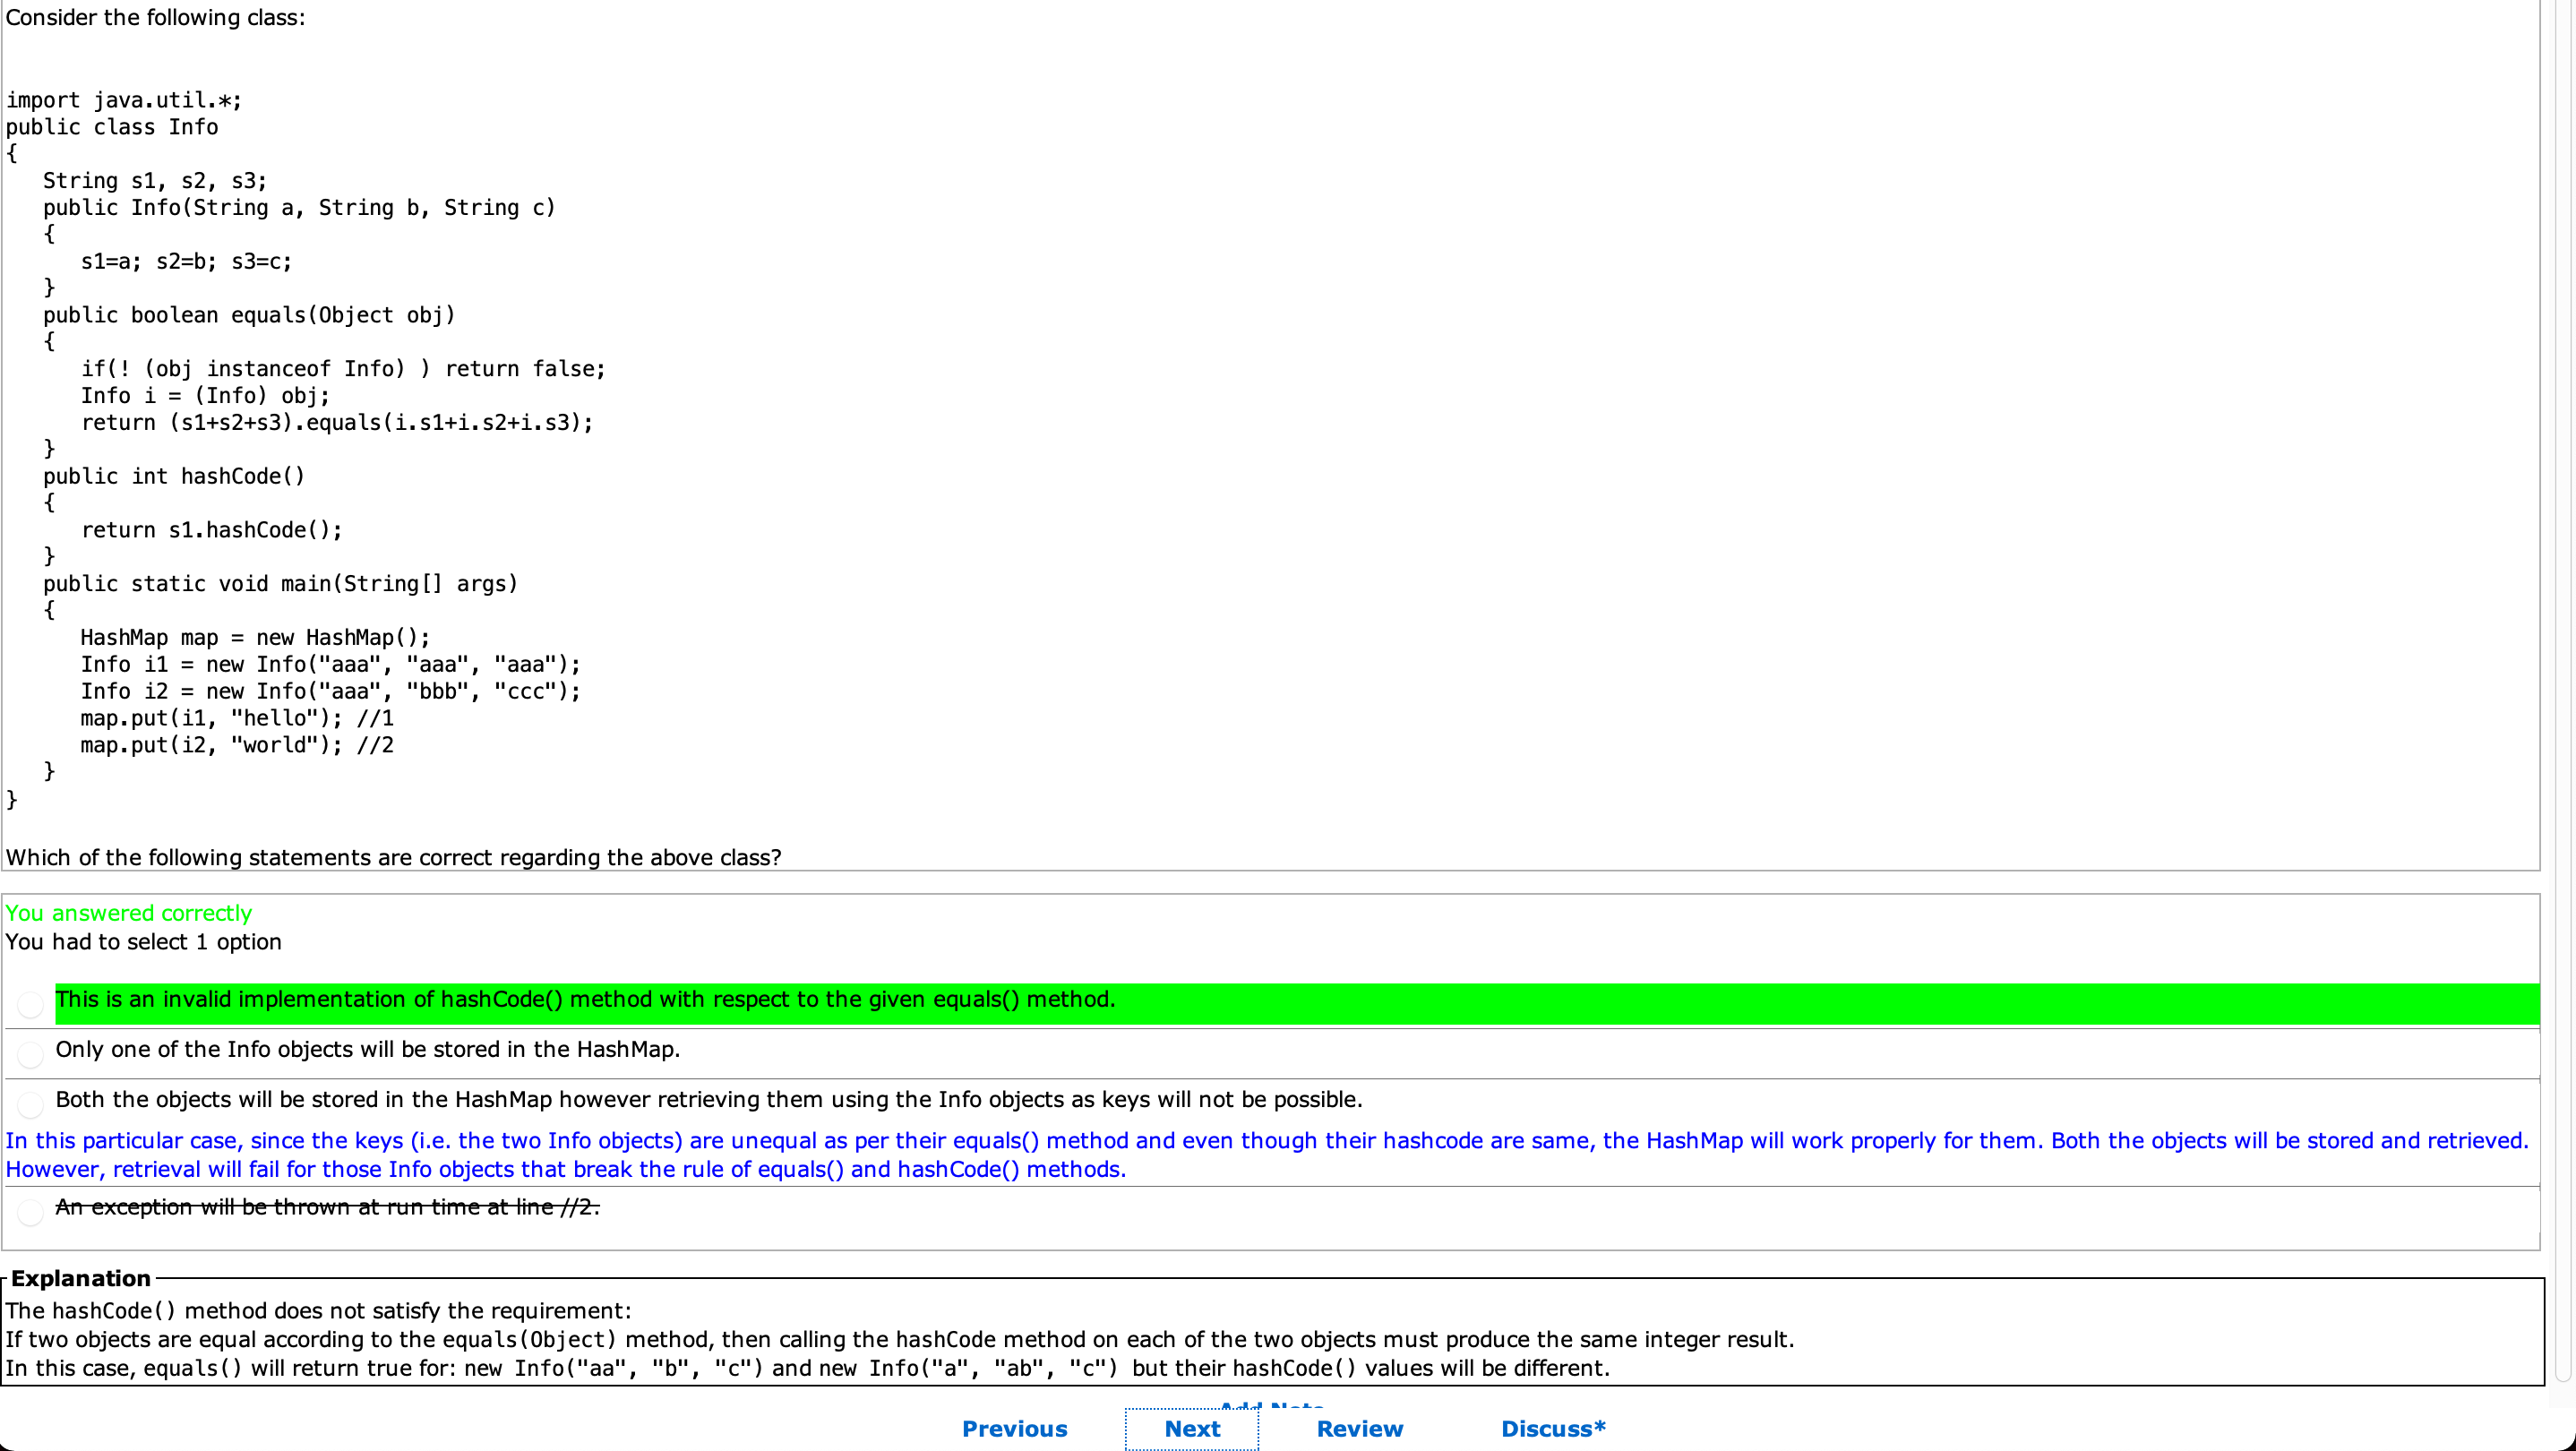 Consider the following class:
import java.util.*;
public class Info
{
   String s1, s2, s3;
   public Info(String a, String b, String c)
   {
      s1=a; s2=b; s3=c;
   }
   public boolean equals(Object obj)
   {
      if(! (obj instanceof Info) ) return false;
      Info i = (Info) obj;
      return (s1+s2+s3).equals(i.s1+i.s2+i.s3);
   }
   public int hashCode()
   {
      return s1.hashCode();
   }
   public static void main(String[] args)
   {
      HashMap map = new HashMap();
      Info i1 = new Info("aaa", "aaa", "aaa");
      Info i2 = new Info("aaa", "bbb", "ccc");
      map.put(i1, "hello"); //1
      map.put(i2, "world"); //2
   }
}
Which of the following statements are correct regarding the above class?
You answered correctly
You had to select 1 option
This is an invalid implementation of hashCode() method with respect to the given equals() method.
Only one of the Info objects will be stored in the HashMap.
Both the objects will be stored in the HashMap however retrieving them using the Info objects as keys will not be possible.
In this particular case, since the keys (i.e. the two Info objects) are unequal as per their equals() method and even though their hashcode are same, the HashMap will work properly for them. Both the objects will be stored and retrieved.
However, retrieval will fail for those Info objects that break the rule of equals() and hashCode() methods.
An exception will be thrown at run time at line //2.
Explanation
The hashCode() method does not satisfy the requirement:
If two objects are equal according to the equals(Object) method, then calling the hashCode method on each of the two objects must produce the same integer result.
In this case, equals() will return true for: new Info("aa", "b", "c") and new Info("a", "ab", "c") but their hashCode() values will be different.
Add Note
Previous Next Review Discuss*